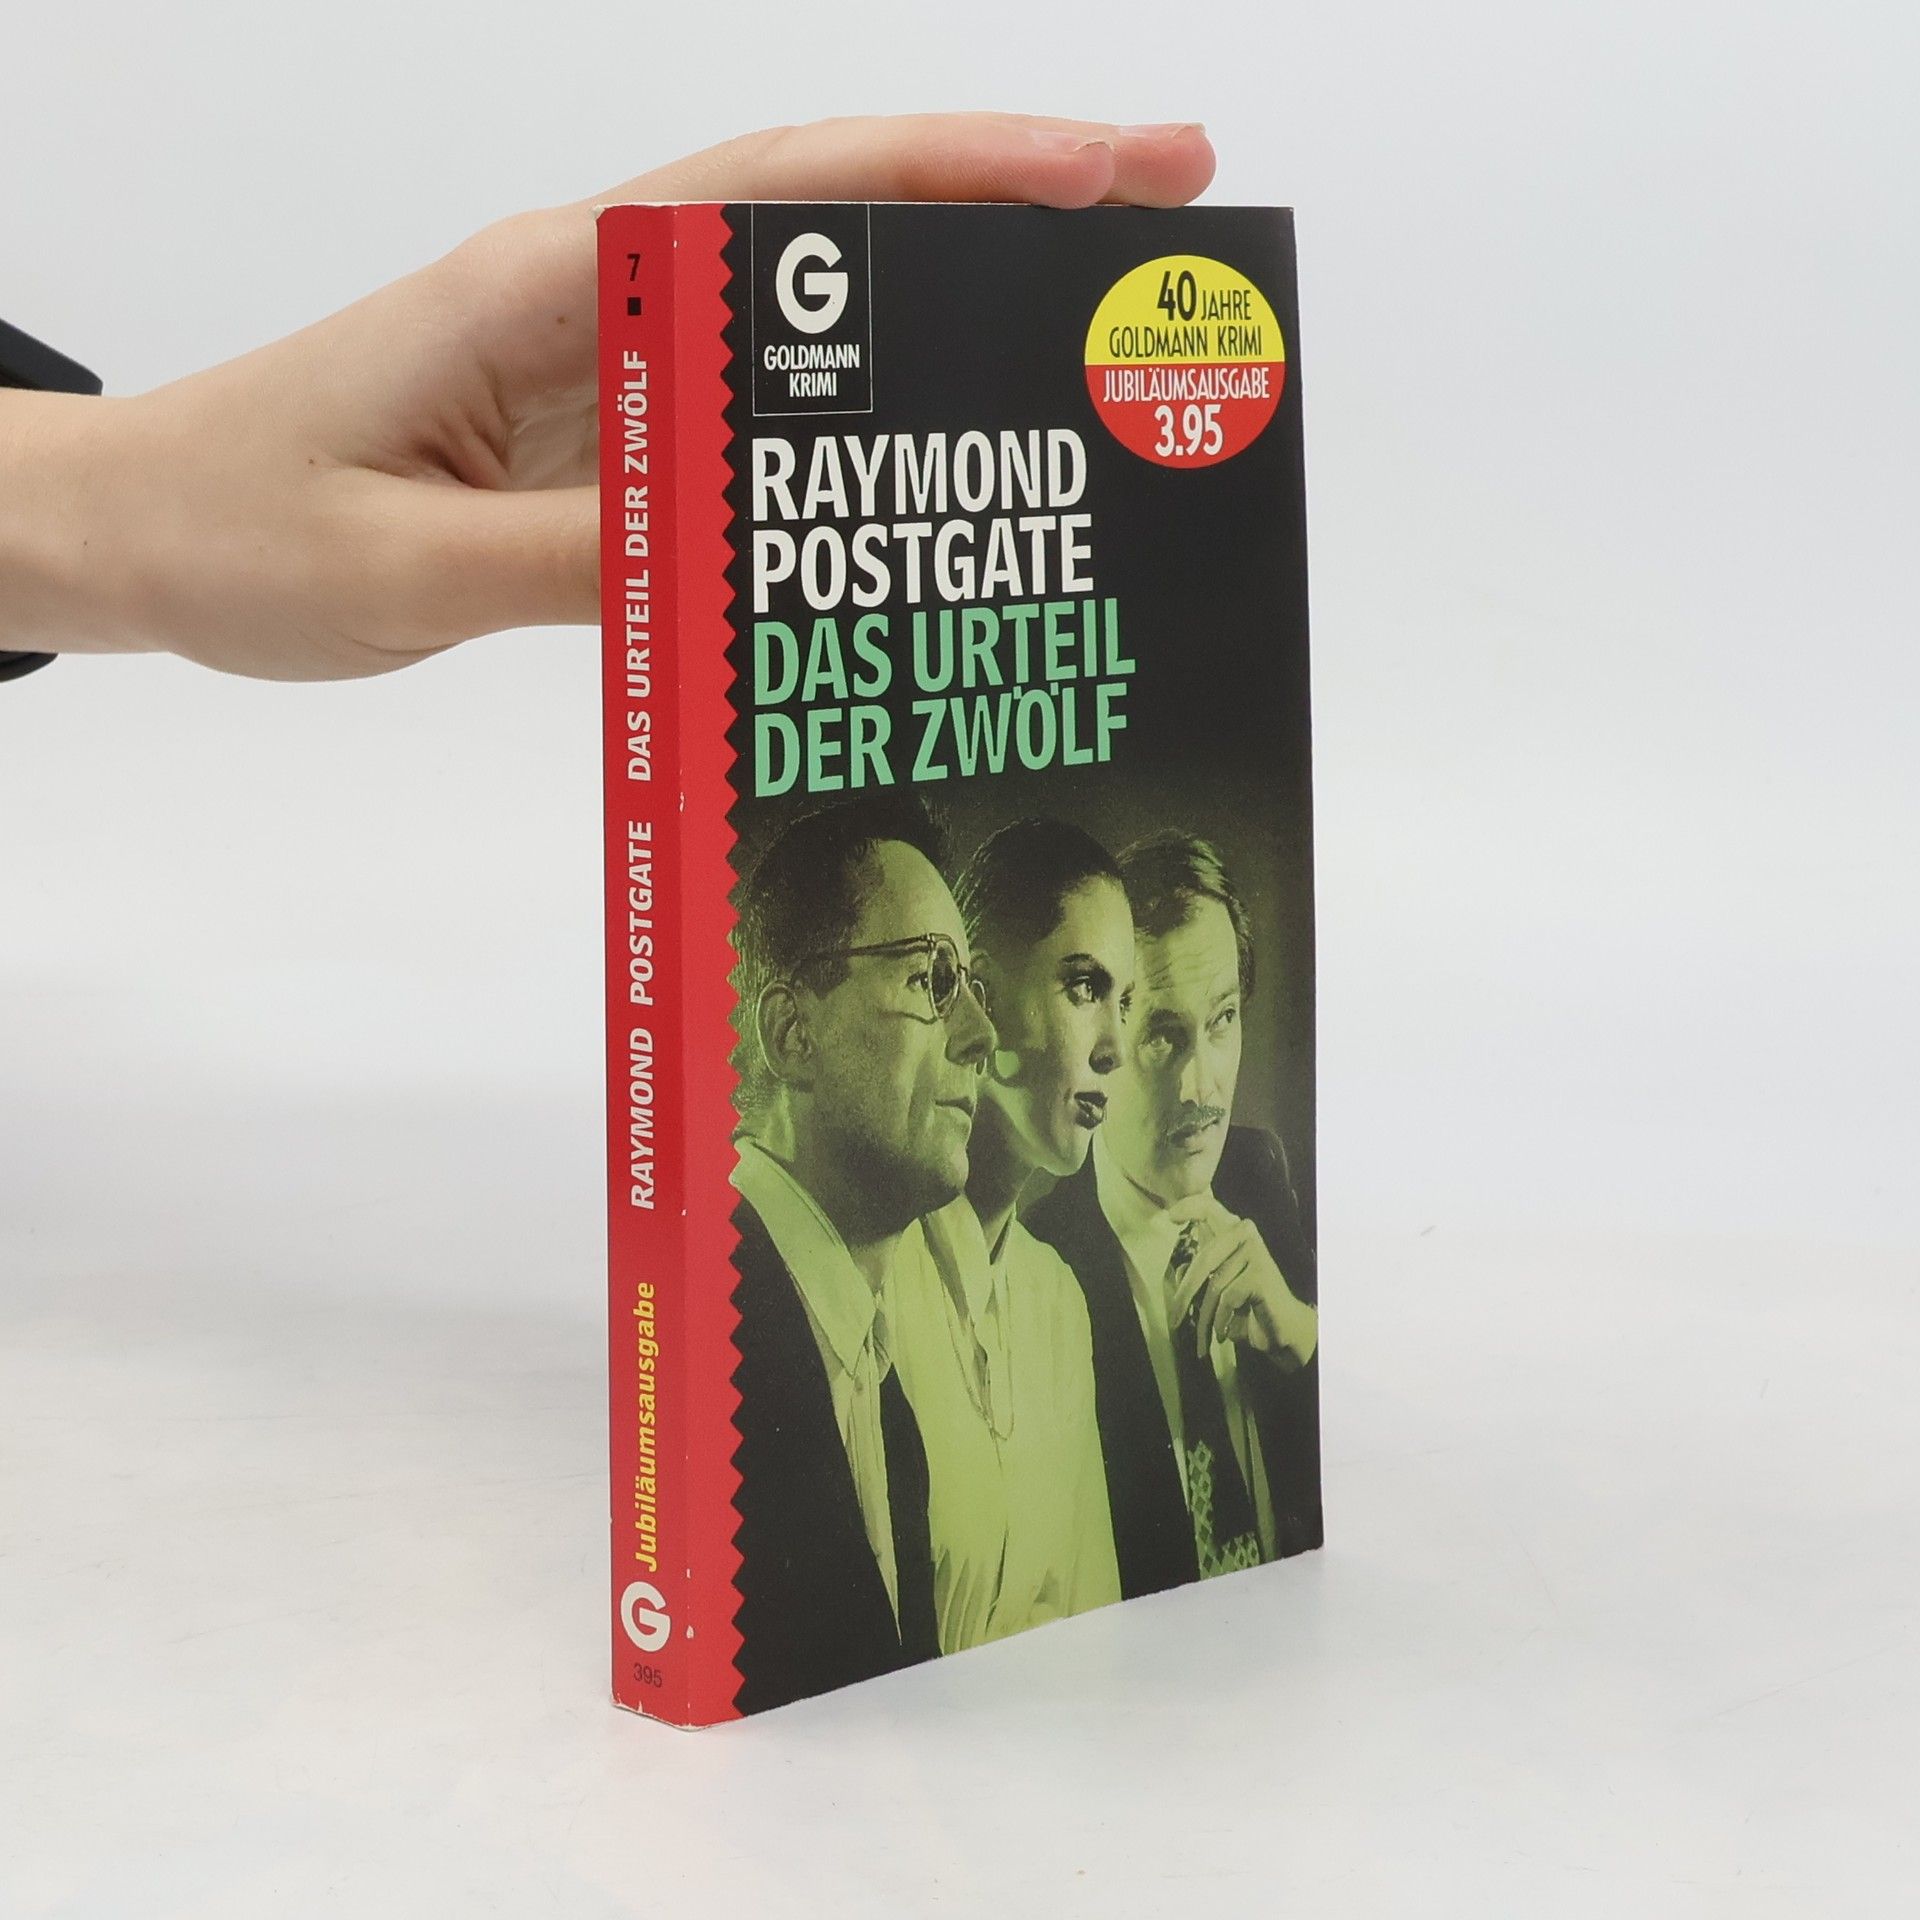 7
RAYMOND POSTGATE DAS URTEIL DER ZWÖLF
Jubiläumsausgabe
G
395
G
GOLDMANN
KRIMI
40 JAHRE
GOLDMANN KRIMI
JUBILÄUMSAUSGABE
3.95
RAYMOND
POSTGATE
DAS URTEIL
DER ZWÖLF